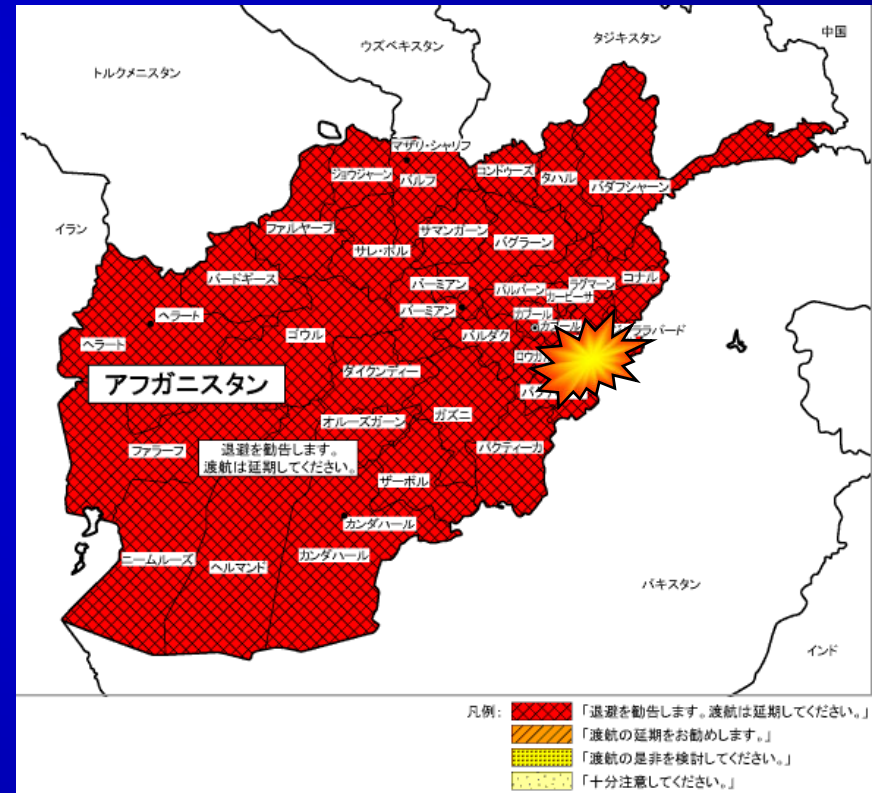 中国
タジキスタン
ウズベキスタン
トルクメニスタン
マザリ・シャリフ
ジョウジャーン
バルフ
コンドゥーズ
タハル
バダフシャーン
イラン
ファルヤーブ
サマンガーン
サレ・ポル
バグラーン
バードギース
バーミアン
パルバーン
ラグマーン
コナル
カーピーサ
ヘラート
バーミアン
カブール
カブール
ララバード
ヘラート
ゴウル
バルダク
ロウガ
アフガニスタン
ダイクンディー
パク
オルーズガーン
ガズニ
ファラーフ
退避を勧告します。
渡航は延期してください。
パクティーカ
ザーボル
カンダハール
ニームルーズ
ヘルマンド
カンダハール
パキスタン
インド
凡例:
「退避を勧告します。渡航は延期してください。」
「渡航の延期をお勧めします。」
「渡航の是非を検討してください。」
「十分注意してください。」